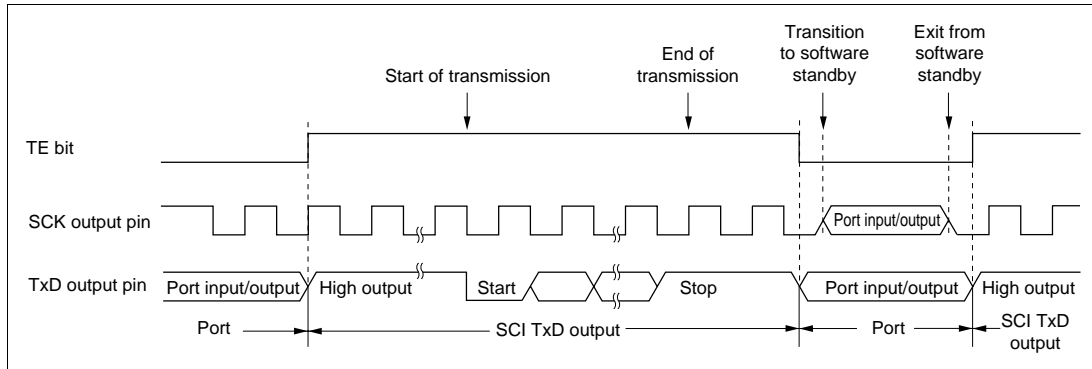 Start of transmission
End of
transmission
Transition
to software
standby
Exit from
software
standby
TE bit
SCK output pin
Port input/output
TxD output pin
Port input/output
High output
Start
Stop
Port input/output
High output
Port
SCI TxD output
Port
SCI TxD
output